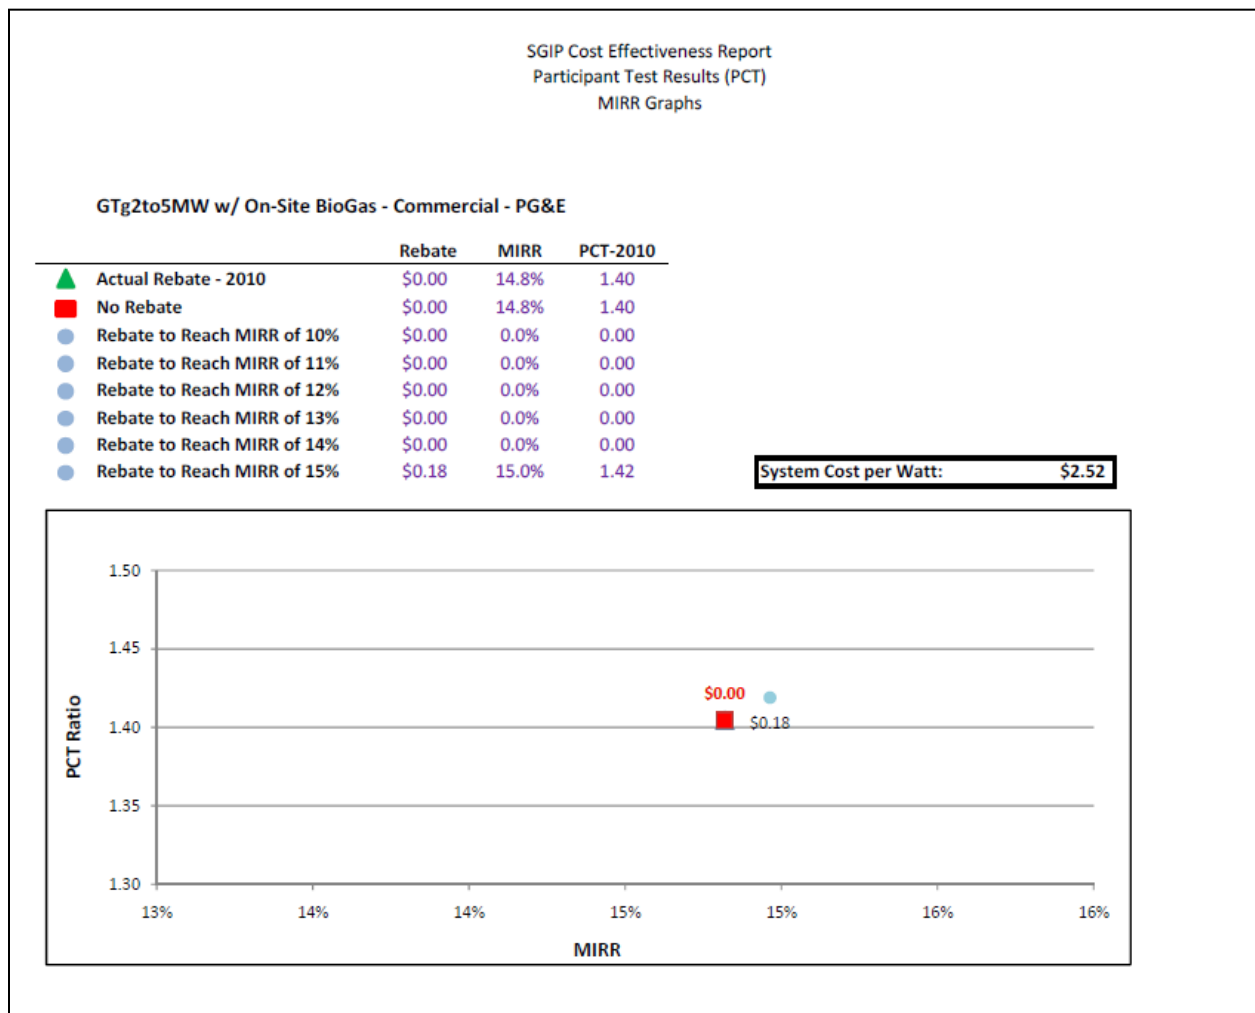 SGIP Cost Effectiveness Report
Participant Test Results (PCT)
MIRR Graphs
GTg2to5MW w/ On-Site BioGas - Commercial - PG&E
Rebate MIRR PCT-2010
Actual Rebate - 2010 $0.00 14.8% 1.40
No Rebate $0.00 14.8% 1.40
Rebate to Reach MIRR of 10% $0.00 0.0% 0.00
Rebate to Reach MIRR of 11% $0.00 0.0% 0.00
Rebate to Reach MIRR of 12% $0.00 0.0% 0.00
Rebate to Reach MIRR of 13% $0.00 0.0% 0.00
Rebate to Reach MIRR of 14% $0.00 0.0% 0.00
Rebate to Reach MIRR of 15% $0.18 15.0% 1.42
System Cost per Watt: $2.52
PCT Ratio
1.50
1.45
1.40
1.35
1.30
$0.00
$0.18
13% 14% 14% 15% 15% 16% 16%
MIRR